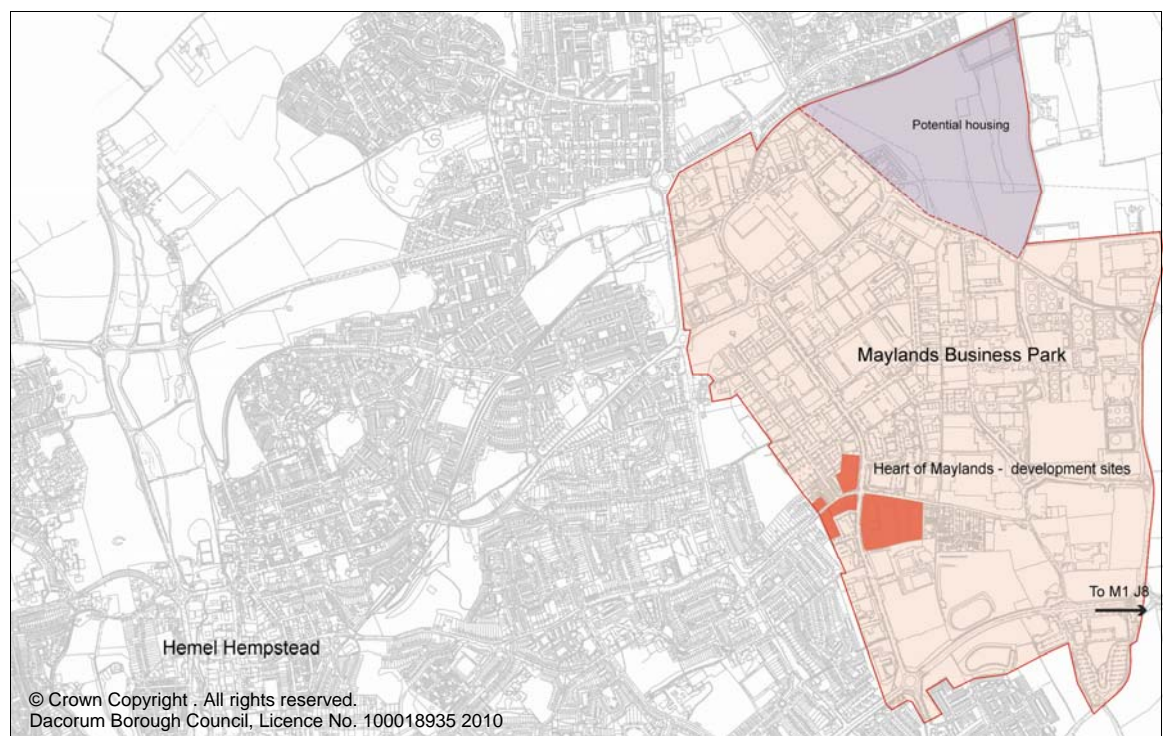 Potential housing
Maylands Business Park
Heart of Maylands - development sites
To M1 J8
Hemel Hempstead
© Crown Copyright . All rights reserved.
Dacorum Borough Council, Licence No. 100018935 2010